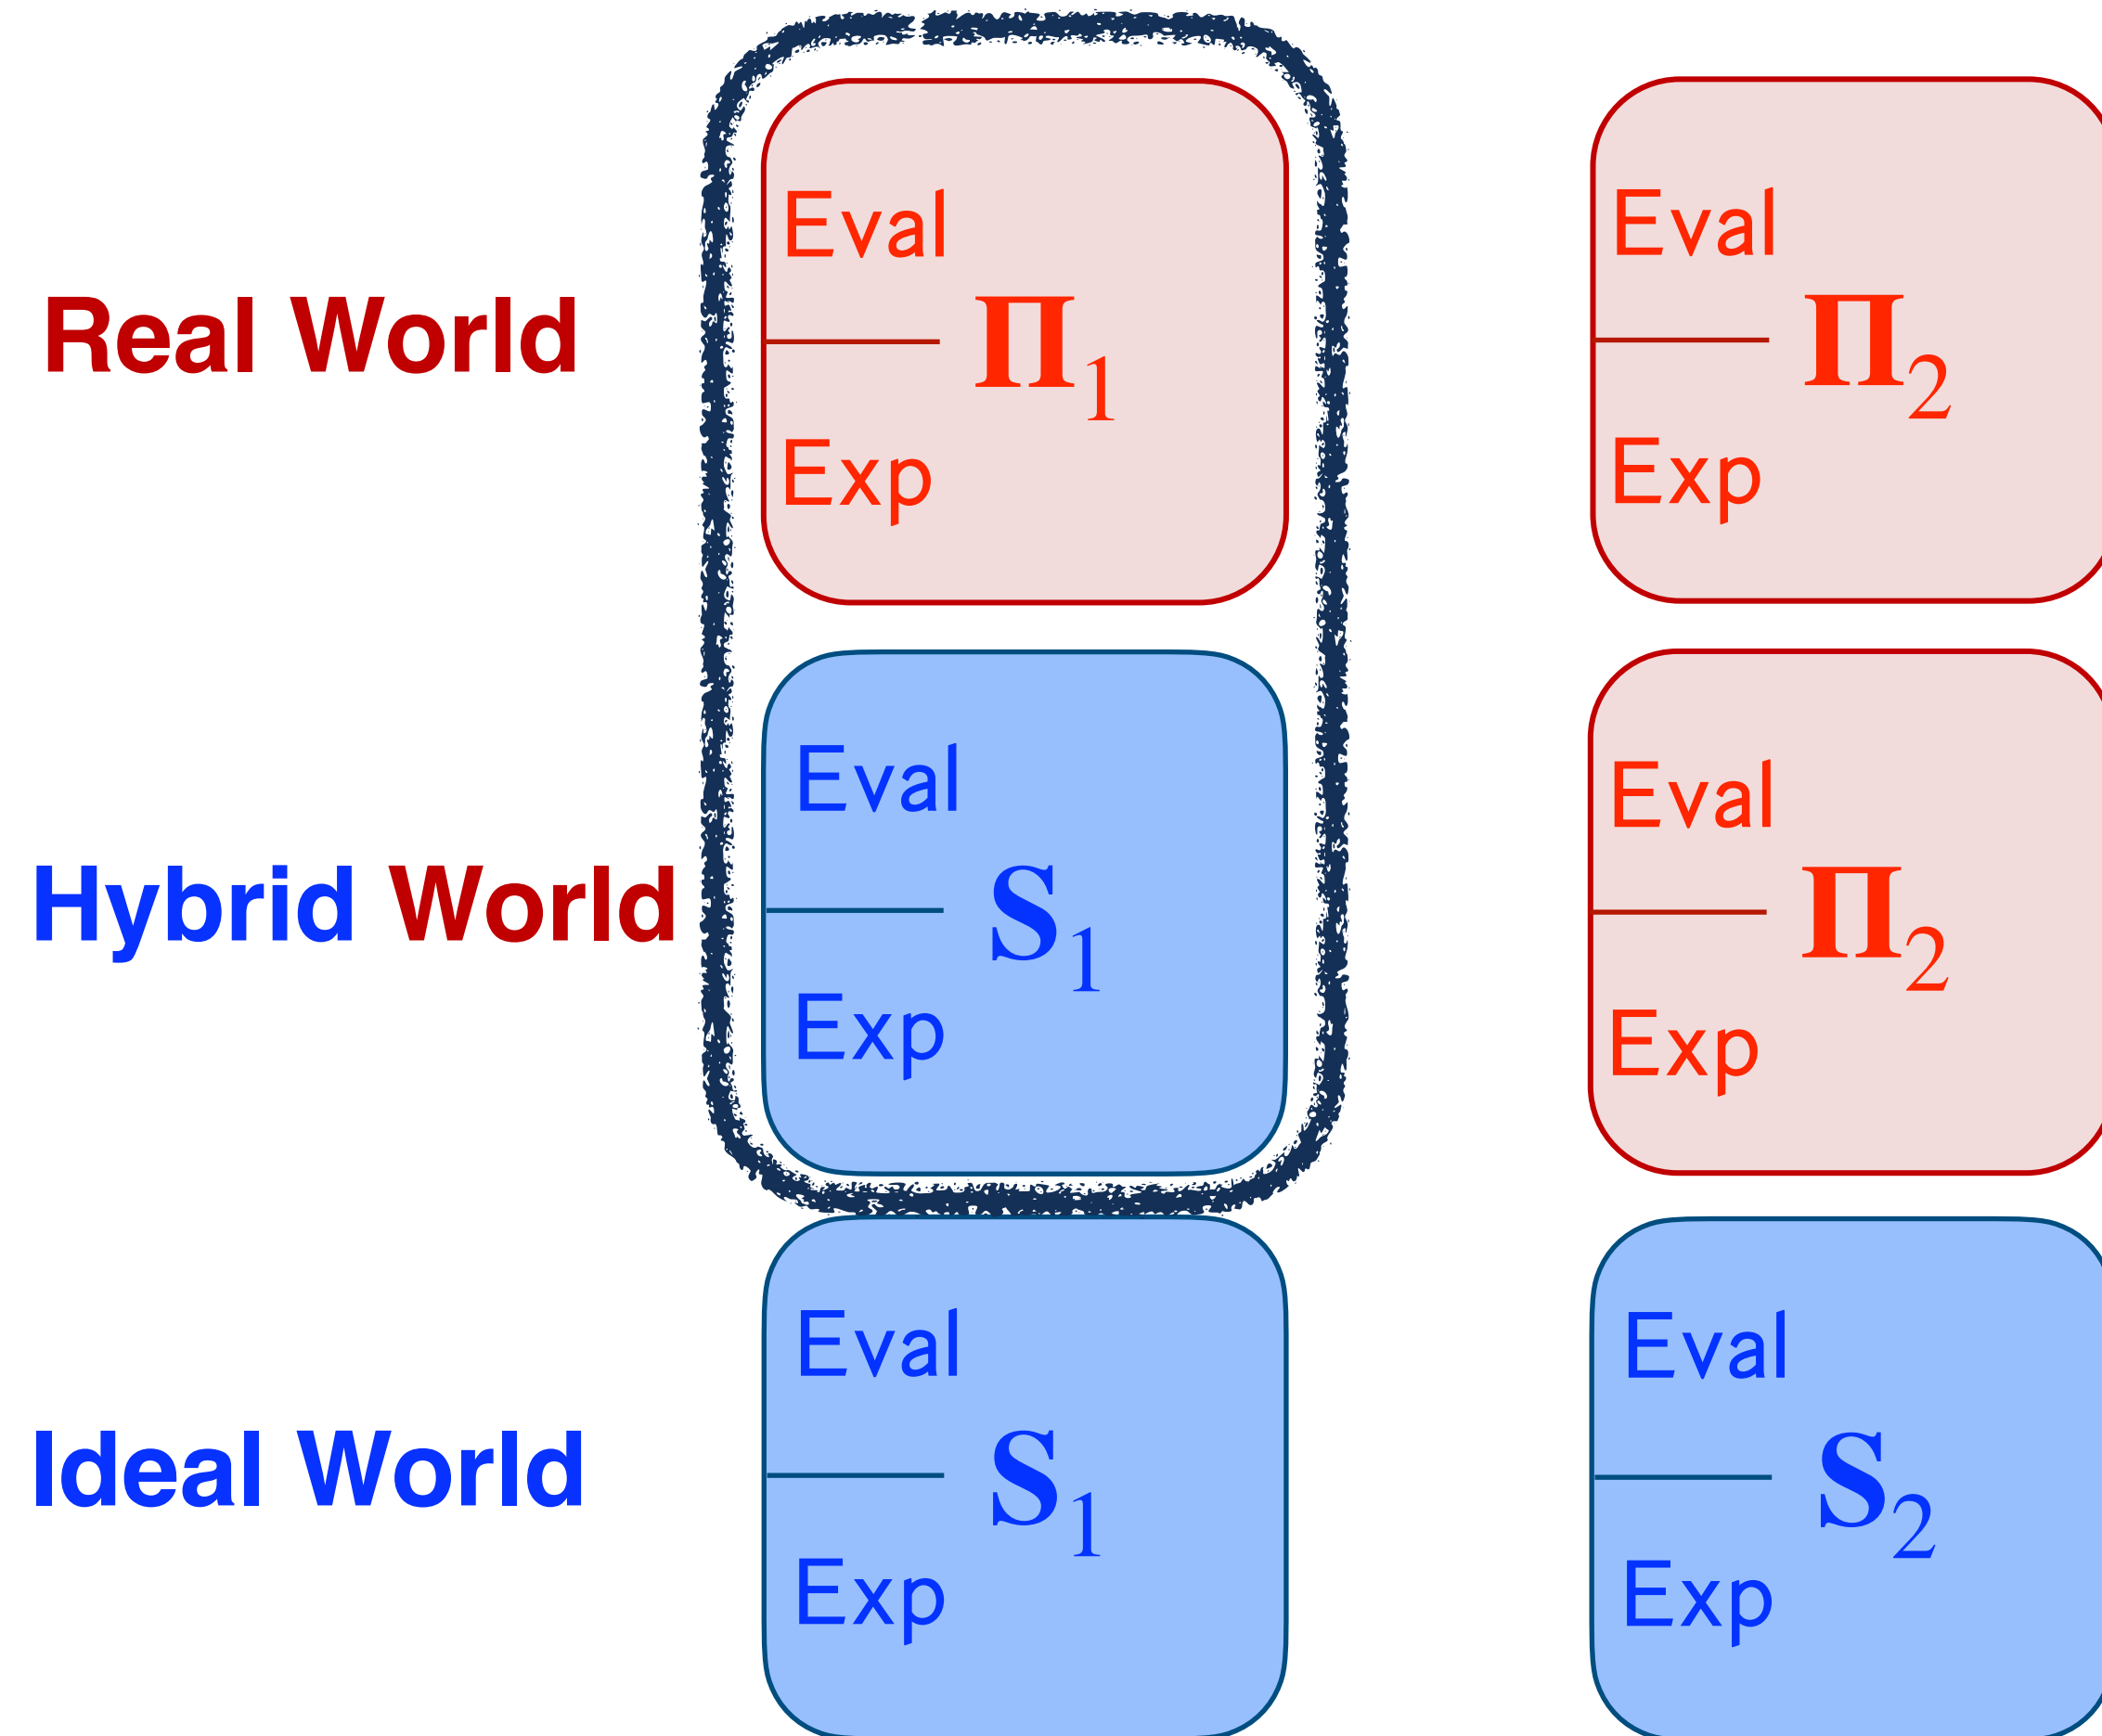 Real World
Eval
Π1
Exp
Eval
Π2
Exp
Hybrid World
Eval
S1
Exp
Eval
Π2
Exp
Ideal World
Eval
S1
Exp
Eval
S2
Exp